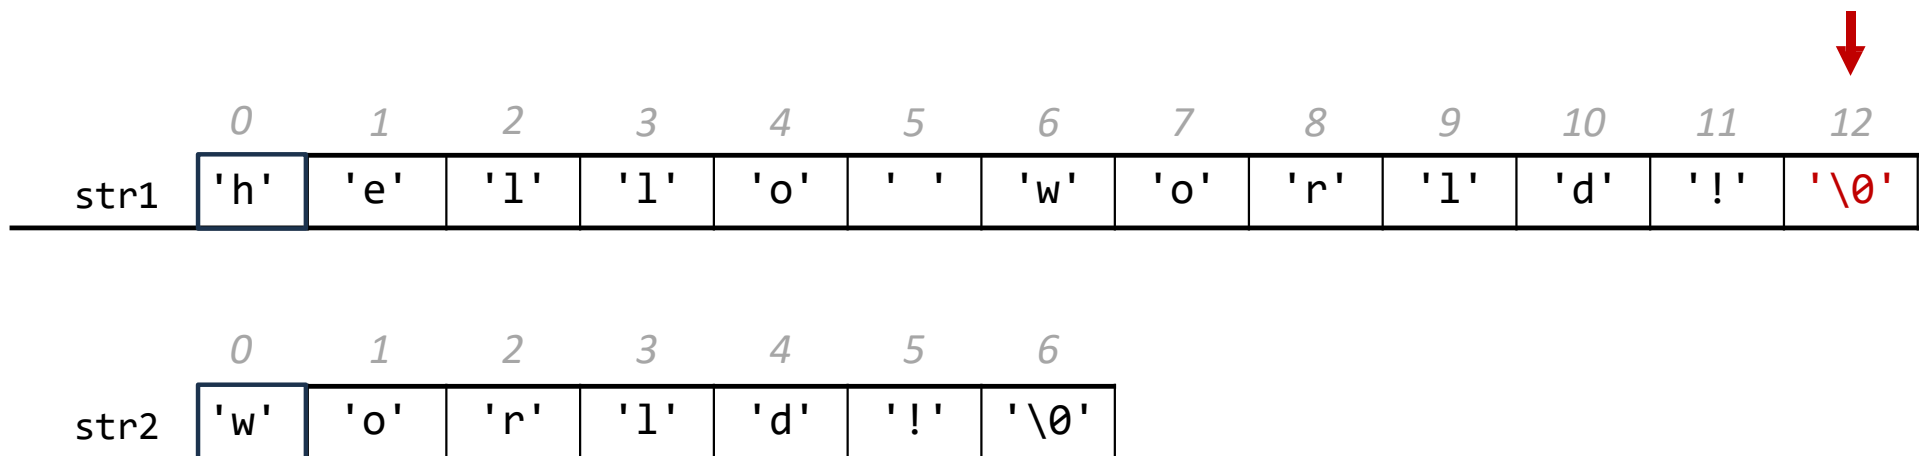 0 1 2 3 4 5 6 7 8 9 10 11 12
str1 'h' 'e' 'l' 'l' 'o' ' ' 'w' 'o' 'r' 'l' 'd' '!' '\0'
0 1 2 3 4 5 6
str2 'w' 'o' 'r' 'l' 'd' '!' '\0'